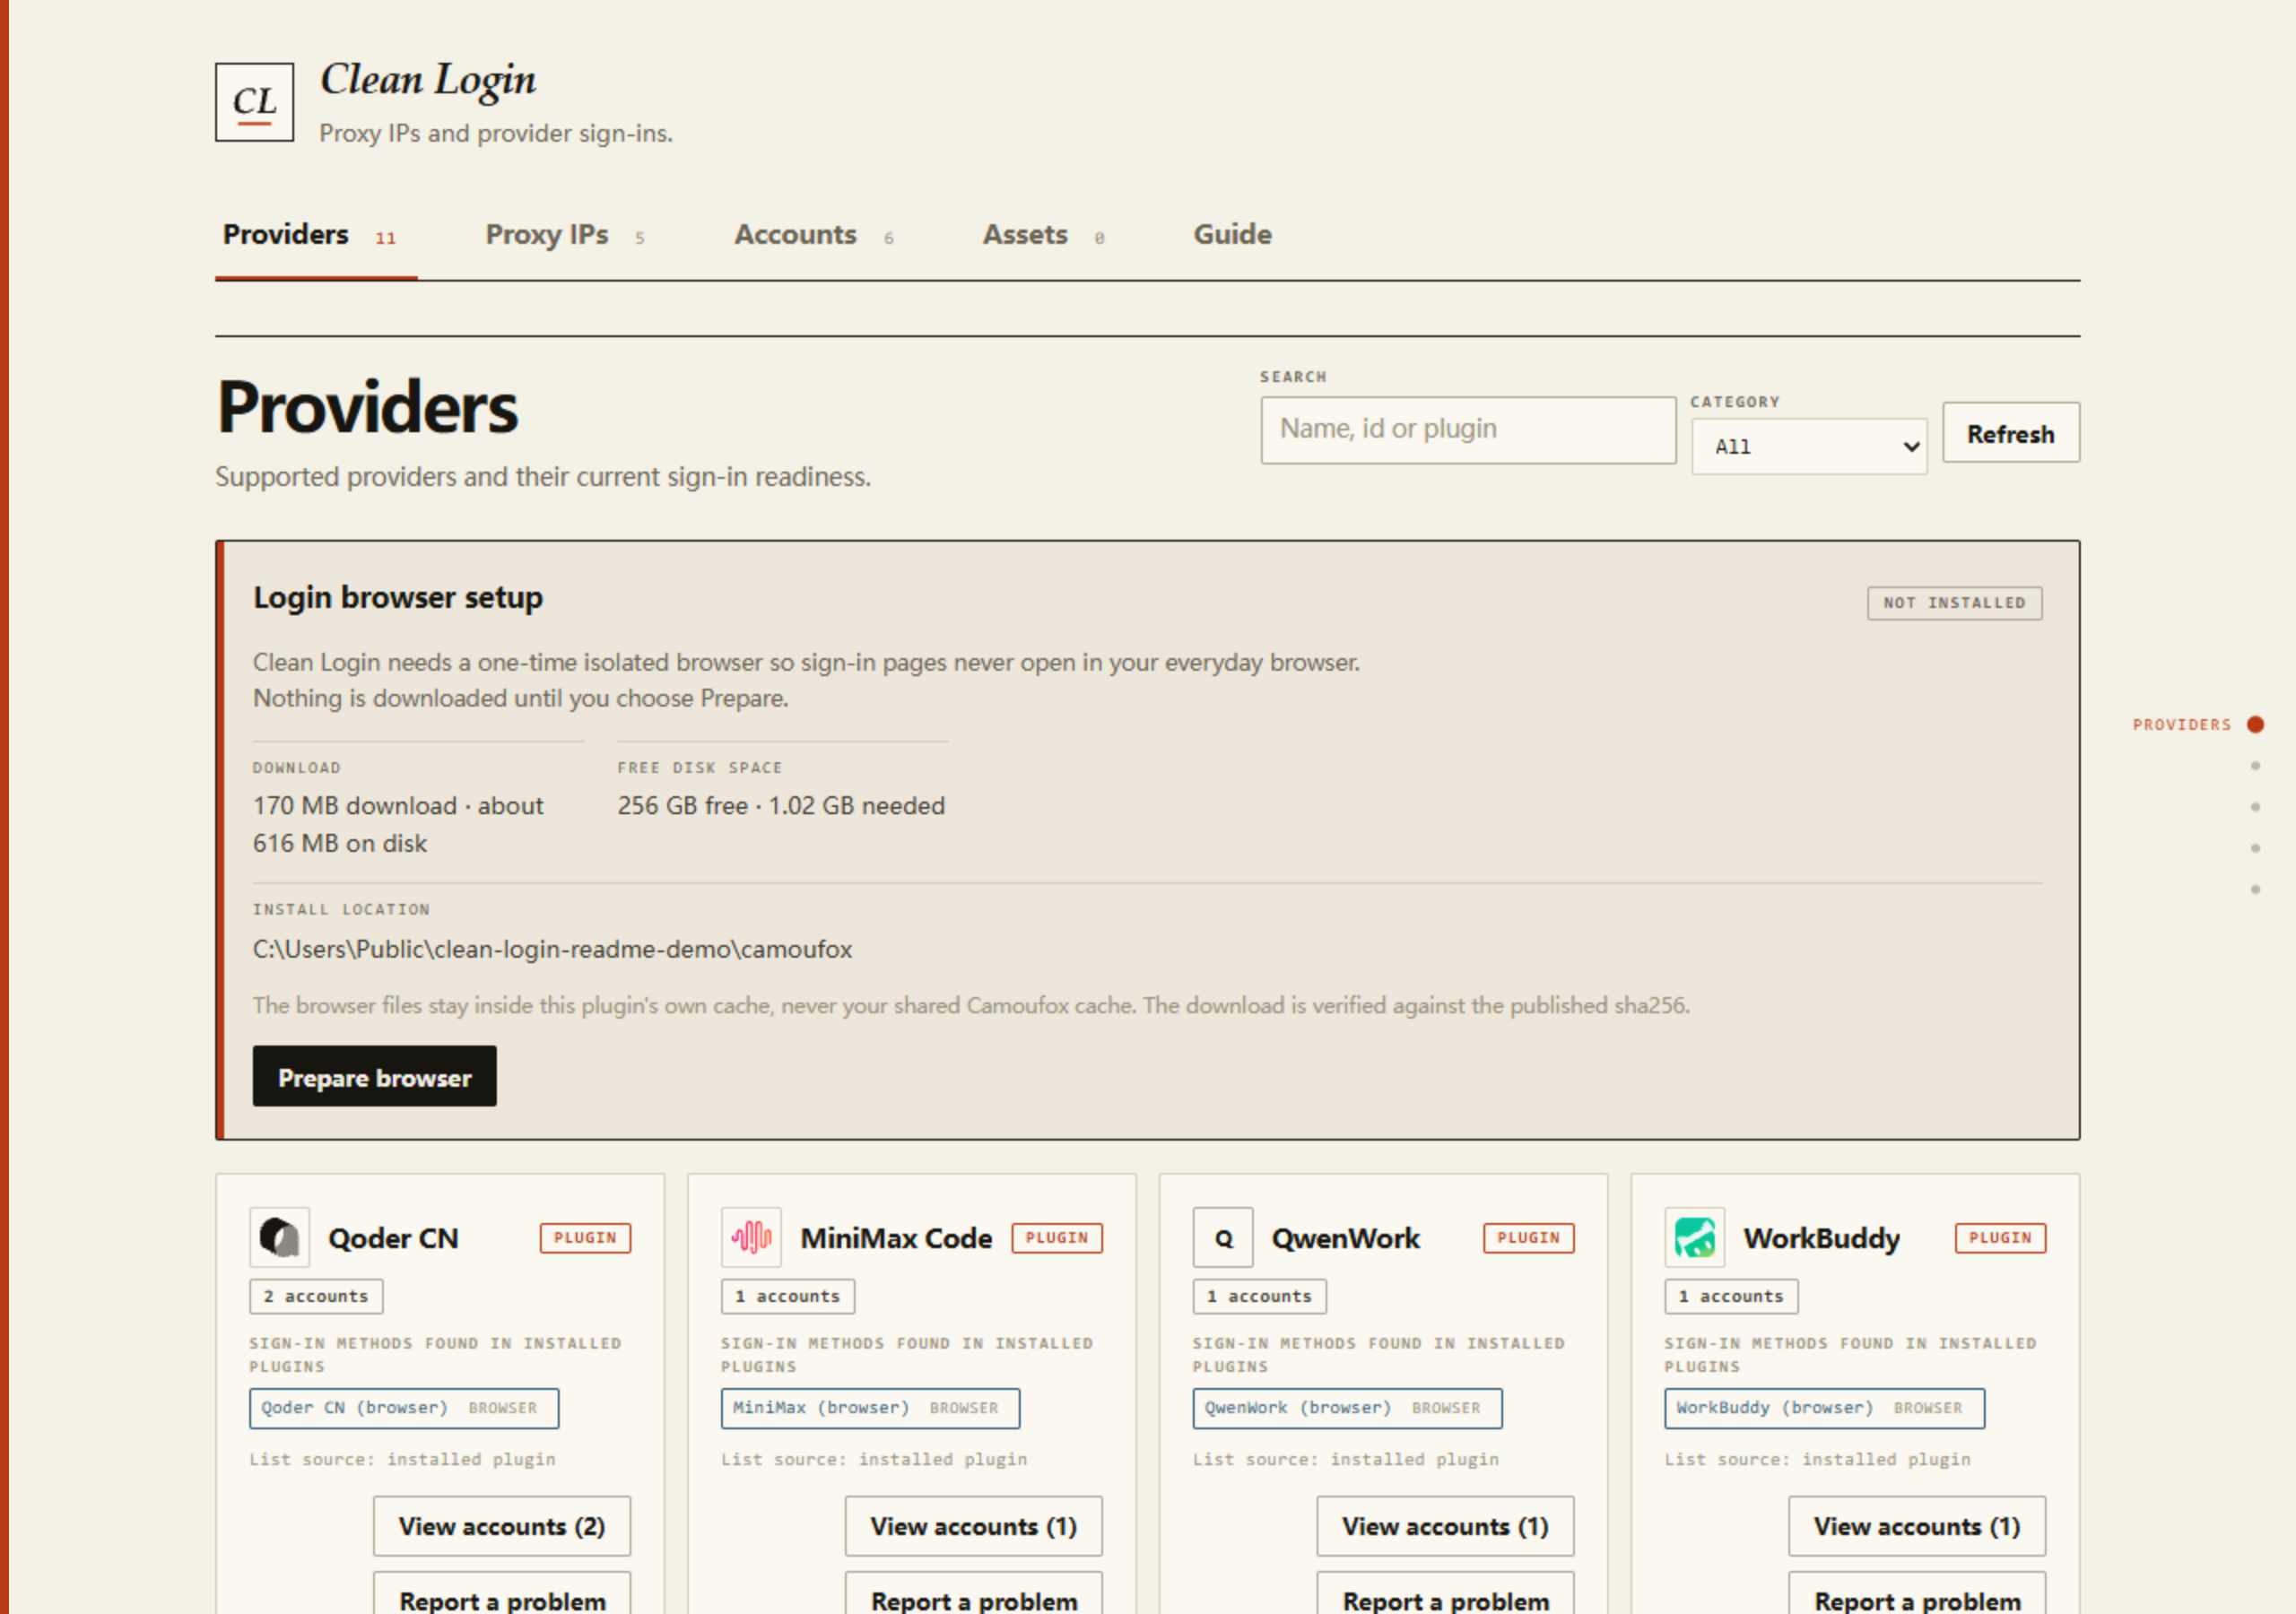 CL
Clean Login
Proxy IPs and provider sign-ins.
Providers 11 Proxy IPs 5 Accounts 6 Assets 0 Guide
Providers
Supported providers and their current sign-in readiness.
SEARCH
Name, id or plugin
CATEGORY
All
Refresh
Login browser setup
NOT INSTALLED
Clean Login needs a one-time isolated browser so sign-in pages never open in your everyday browser.
Nothing is downloaded until you choose Prepare.
DOWNLOAD
170 MB download · about
616 MB on disk
FREE DISK SPACE
256 GB free · 1.02 GB needed
INSTALL LOCATION
C:\Users\Public\clean-login-readme-demo\camoufox
The browser files stay inside this plugin's own cache, never your shared Camoufox cache. The download is verified against the published sha256.
Prepare browser
PROVIDERS
Qoder CN PLUGIN
2 accounts
SIGN-IN METHODS FOUND IN INSTALLED
PLUGINS
Qoder CN (browser) BROWSER
List source: installed plugin
View accounts (2)
Report a problem
MiniMax Code PLUGIN
1 accounts
SIGN-IN METHODS FOUND IN INSTALLED
PLUGINS
MiniMax (browser) BROWSER
List source: installed plugin
View accounts (1)
Report a problem
Q
QwenWork PLUGIN
1 accounts
SIGN-IN METHODS FOUND IN INSTALLED
PLUGINS
QwenWork (browser) BROWSER
List source: installed plugin
View accounts (1)
Report a problem
WorkBuddy PLUGIN
1 accounts
SIGN-IN METHODS FOUND IN INSTALLED
PLUGINS
WorkBuddy (browser) BROWSER
List source: installed plugin
View accounts (1)
Report a problem